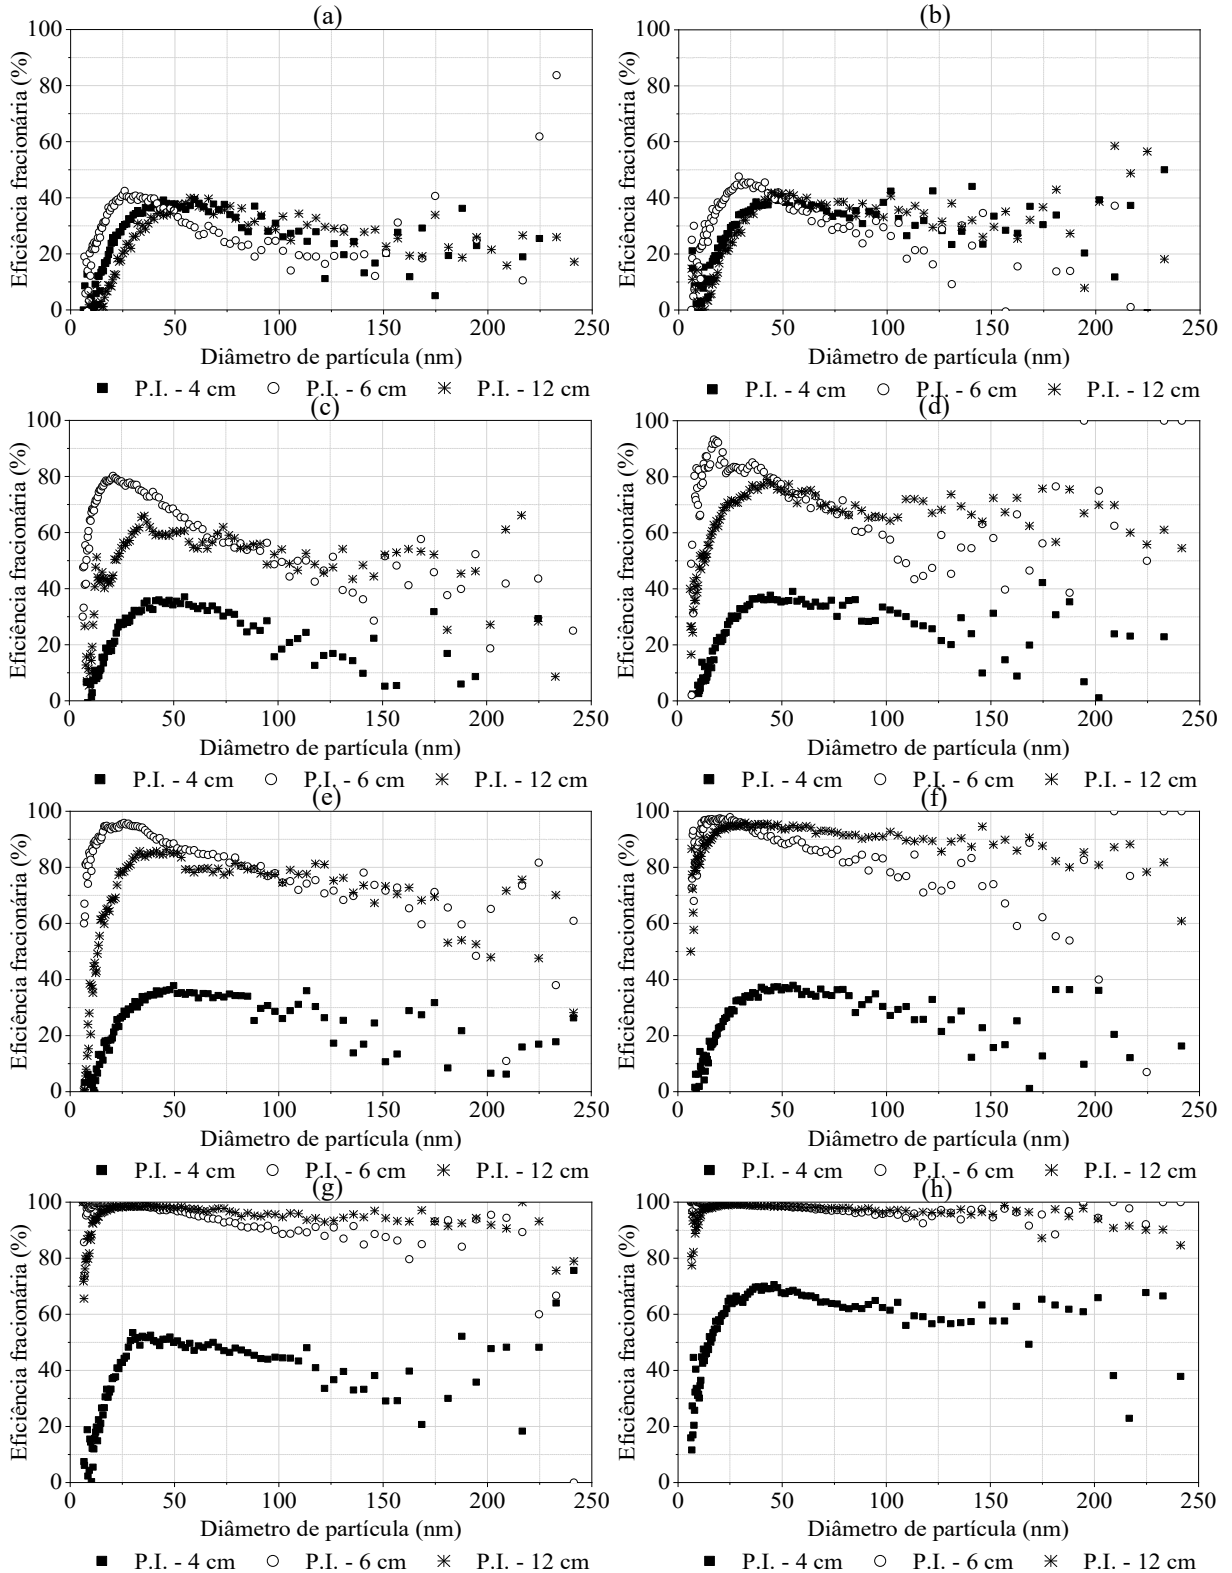 (a)
(b)
Eficiência fracionária (%)
100
80
60
40
20
0
0 50 100 150 200 250
Diâmetro de partícula (nm)
P.I. - 4 cm P.I. - 6 cm P.I. - 12 cm
Eficiência fracionária (%)
100
80
60
40
20
0
0 50 100 150 200 250
Diâmetro de partícula (nm)
P.I. - 4 cm P.I. - 6 cm P.I. - 12 cm
(c)
(d)
Eficiência fracionária (%)
100
80
60
40
20
0
0 50 100 150 200 250
Diâmetro de partícula (nm)
P.I. - 4 cm P.I. - 6 cm P.I. - 12 cm
Eficiência fracionária (%)
100
80
60
40
20
0
0 50 100 150 200 250
Diâmetro de partícula (nm)
P.I. - 4 cm P.I. - 6 cm P.I. - 12 cm
(e)
(f)
Eficiência fracionária (%)
100
80
60
40
20
0
0 50 100 150 200 250
Diâmetro de partícula (nm)
P.I. - 4 cm P.I. - 6 cm P.I. - 12 cm
Eficiência fracionária (%)
100
80
60
40
20
0
0 50 100 150 200 250
Diâmetro de partícula (nm)
P.I. - 4 cm P.I. - 6 cm P.I. - 12 cm
(g)
(h)
Eficiência fracionária (%)
100
80
60
40
20
0
0 50 100 150 200 250
Diâmetro de partícula (nm)
P.I. - 4 cm P.I. - 6 cm P.I. - 12 cm
Eficiência fracionária (%)
100
80
60
40
20
0
0 50 100 150 200 250
Diâmetro de partícula (nm)
P.I. - 4 cm P.I. - 6 cm P.I. - 12 cm